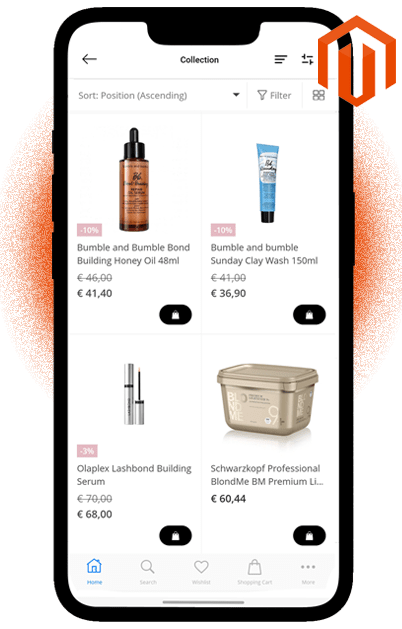 Collection
Sort: Position (Ascending)
Filter
-10%
Bumble and Bumble Bond
Building Honey Oil 48ml
€ 46,00
€ 41,40
-10%
Bumble and bumble
Sunday Clay Wash 150ml
€ 41,00
€ 36,90
-3%
Olaplex Lashbond Building
Serum
€ 70,00
€ 68,00
Schwarzkopf Professional
BlondMe BM Premium Li...
€ 60,44
Home
Search
Wishlist
Shopping Cart
More